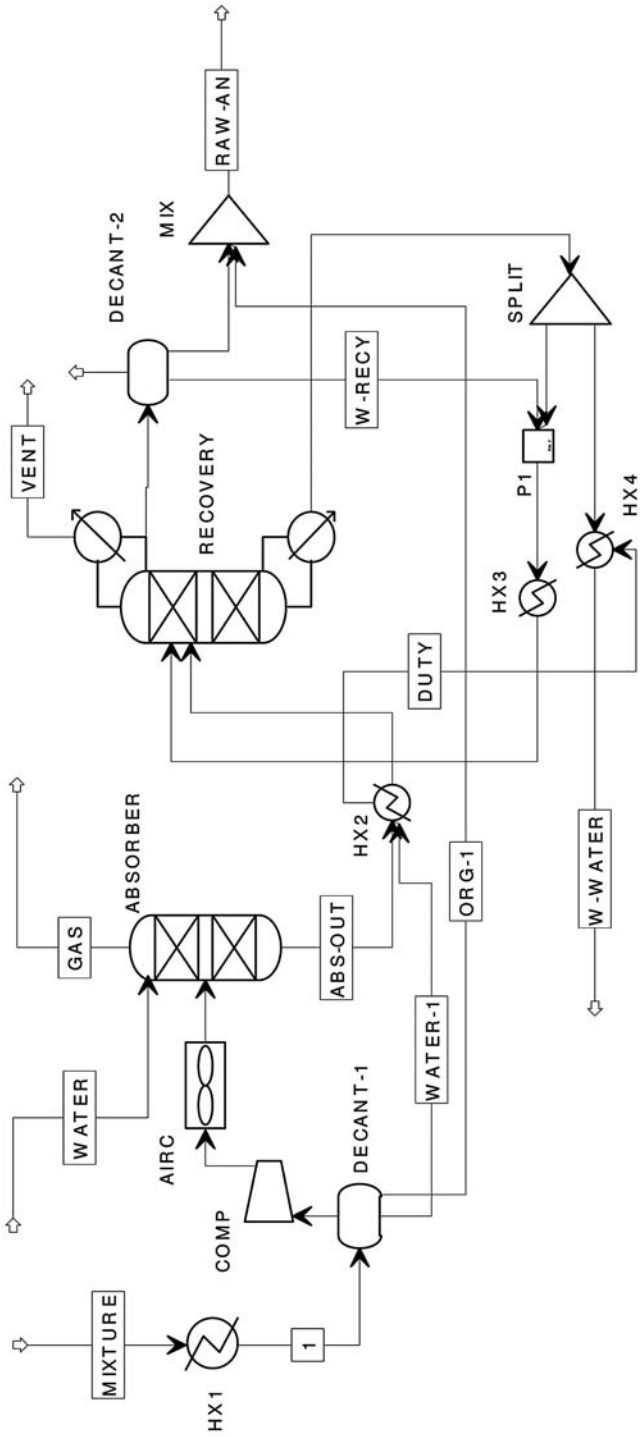 MIXTURE
HX1
1
DECANT-1
COMP
AIRC
WATER
GAS
ABSORBER
ABS-OUT
WATER-1
ORG-1
HX2
DUTY
VENT
RECOVERY
DECANT-2
MIX
RAW-AN
W-RECY
SPLIT
P1
HX3
HX4
W-WATER